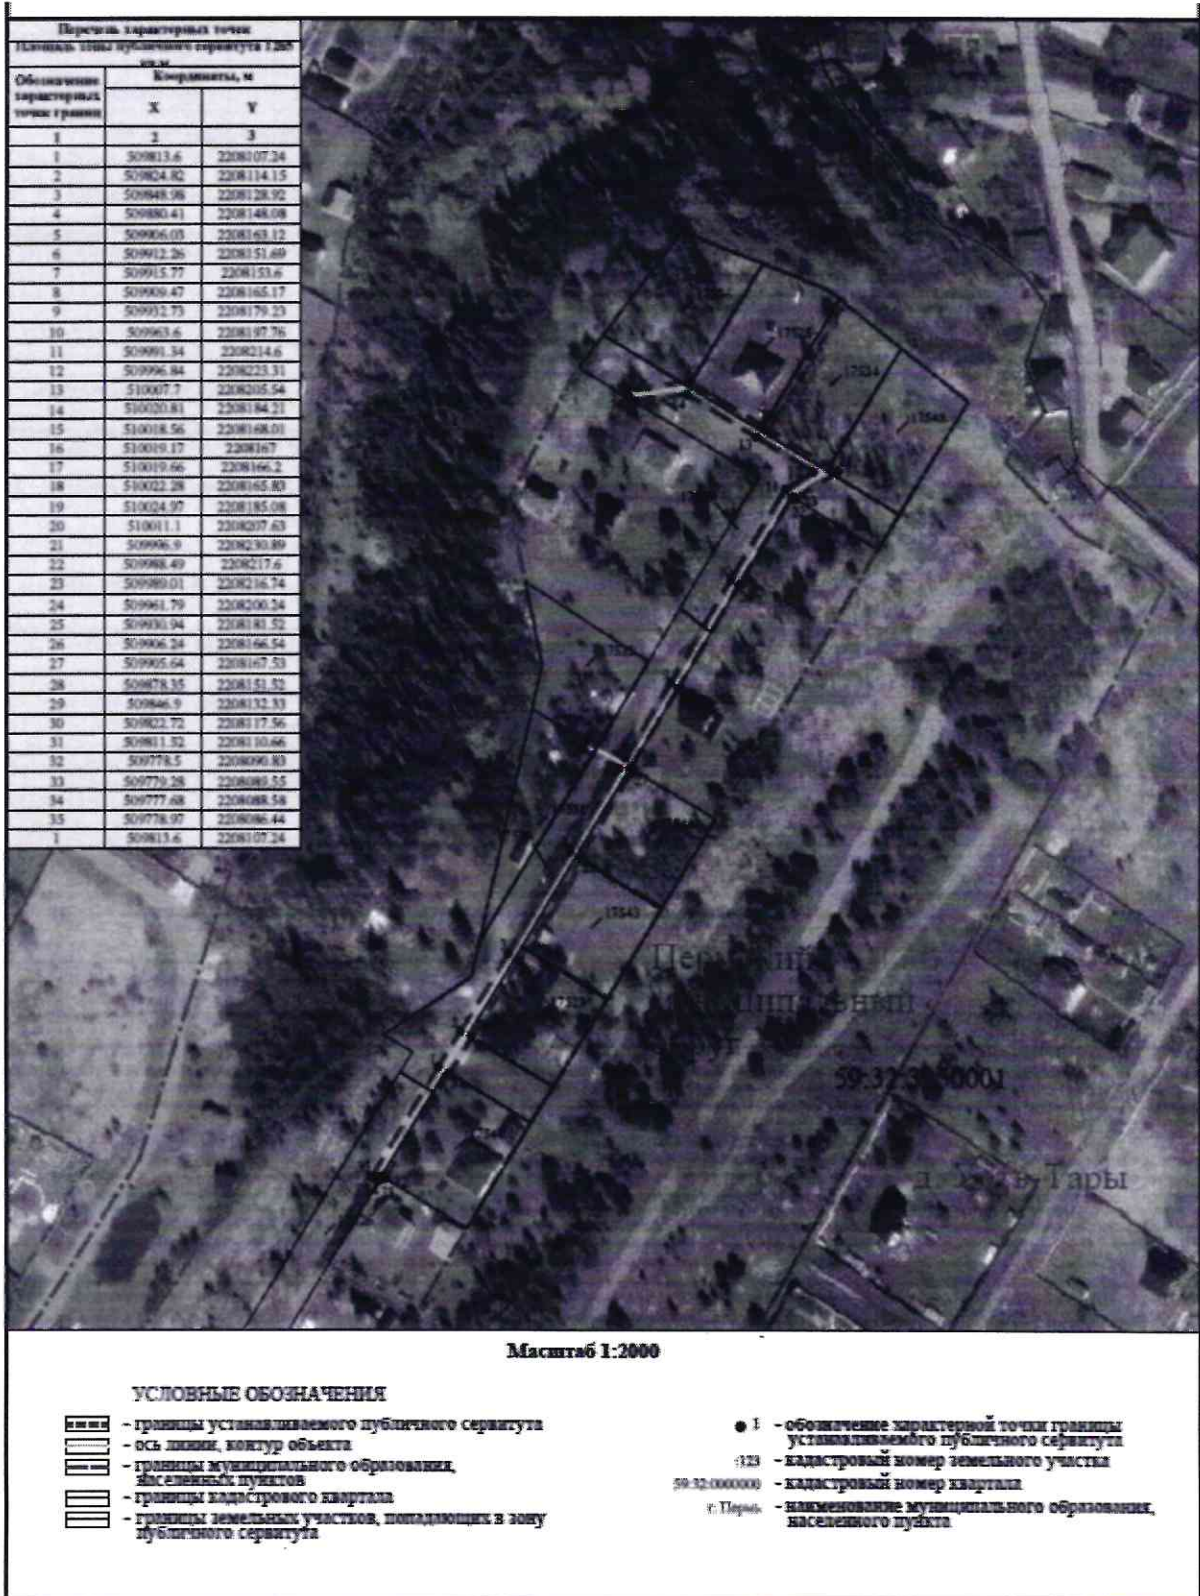 Перечень характерных точек
Площадь зоны публичного сервитута 1265
кв.м
Обозначение характерных точек границ
Координаты, м
X Y
1 2 3
1 509813.6 2208107.24
2 509824.82 2208114.15
3 509848.98 2208128.92
4 509880.41 2208148.08
5 509906.03 2208163.12
6 509912.26 2208151.69
7 509915.77 2208153.6
8 509909.47 2208165.17
9 509932.73 2208179.23
10 509963.6 2208197.76
11 509991.34 2208214.6
12 509996.84 2208223.31
13 510007.7 2208205.54
14 510020.81 2208184.21
15 510018.56 2208168.01
16 510019.17 2208167
17 510019.66 2208166.2
18 510022.28 2208165.83
19 510024.97 2208185.08
20 510011.1 2208207.63
21 509996.9 2208230.89
22 509988.49 2208217.6
23 509989.01 2208216.74
24 509961.79 2208200.24
25 509930.94 2208181.52
26 509906.24 2208166.54
27 509905.64 2208167.53
28 509878.35 2208151.52
29 509846.9 2208132.33
30 509822.72 2208117.56
31 509811.52 2208110.66
32 509778.5 2208090.83
33 509779.28 2208089.55
34 509777.68 2208088.58
35 509778.97 2208086.44
1 509813.6 2208107.24
:17543
муниципальный
Масштаб 1:2000
УСЛОВНЫЕ ОБОЗНАЧЕНИЯ
- границы устанавливаемого публичного сервитута
- ось линии, контур объекта
- границы муниципального образования,
населенных пунктов
- границы кадастрового квартала
- границы земельных участков, попадающих в зону
публичного сервитута
1 - обозначение характерной точки границы
устанавливаемого публичного сервитута
:123 - кадастровый номер земельного участка
59:32:0000000 - кадастровый номер квартала
г. Пермь - наименование муниципального образования,
населенного пункта